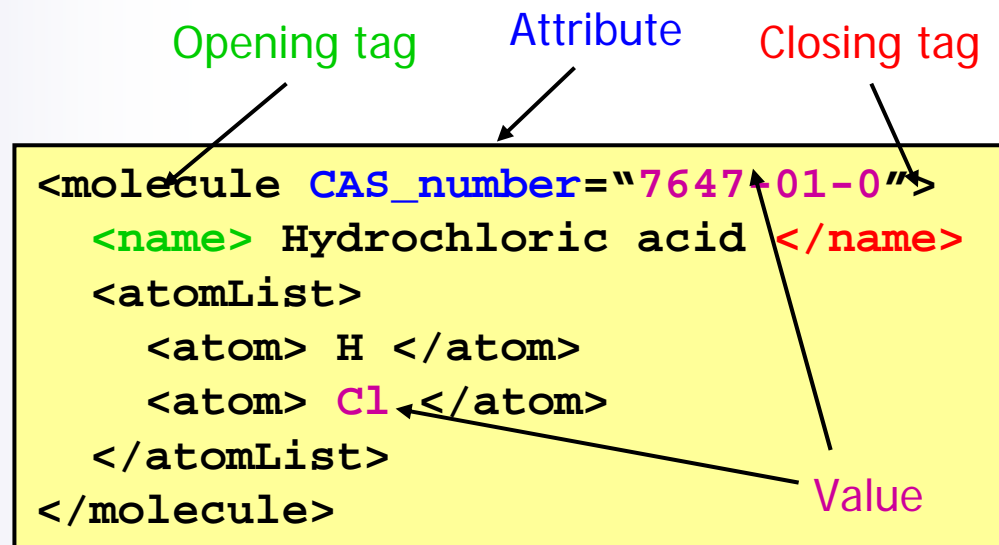 Opening tag Attribute Closing tag
<molecule CAS_number=“7647-01-0”>
<name> Hydrochloric acid </name>
<atomList>
<atom> H </atom>
<atom> Cl </atom>
</atomList>
</molecule>
Value